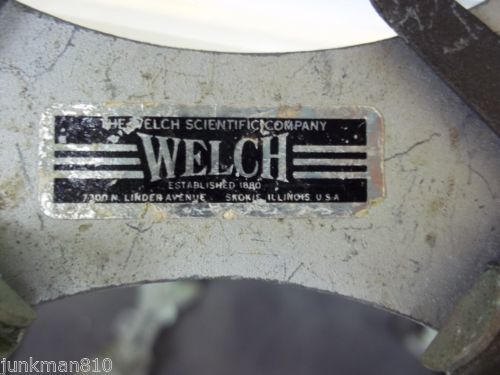 THE WELCH SCIENTIFIC COMPANY
WELCH
ESTABLISHED 1880
7300 N. LINDER AVENUE SKOKIE, ILLINOIS U.S.A
junkman810